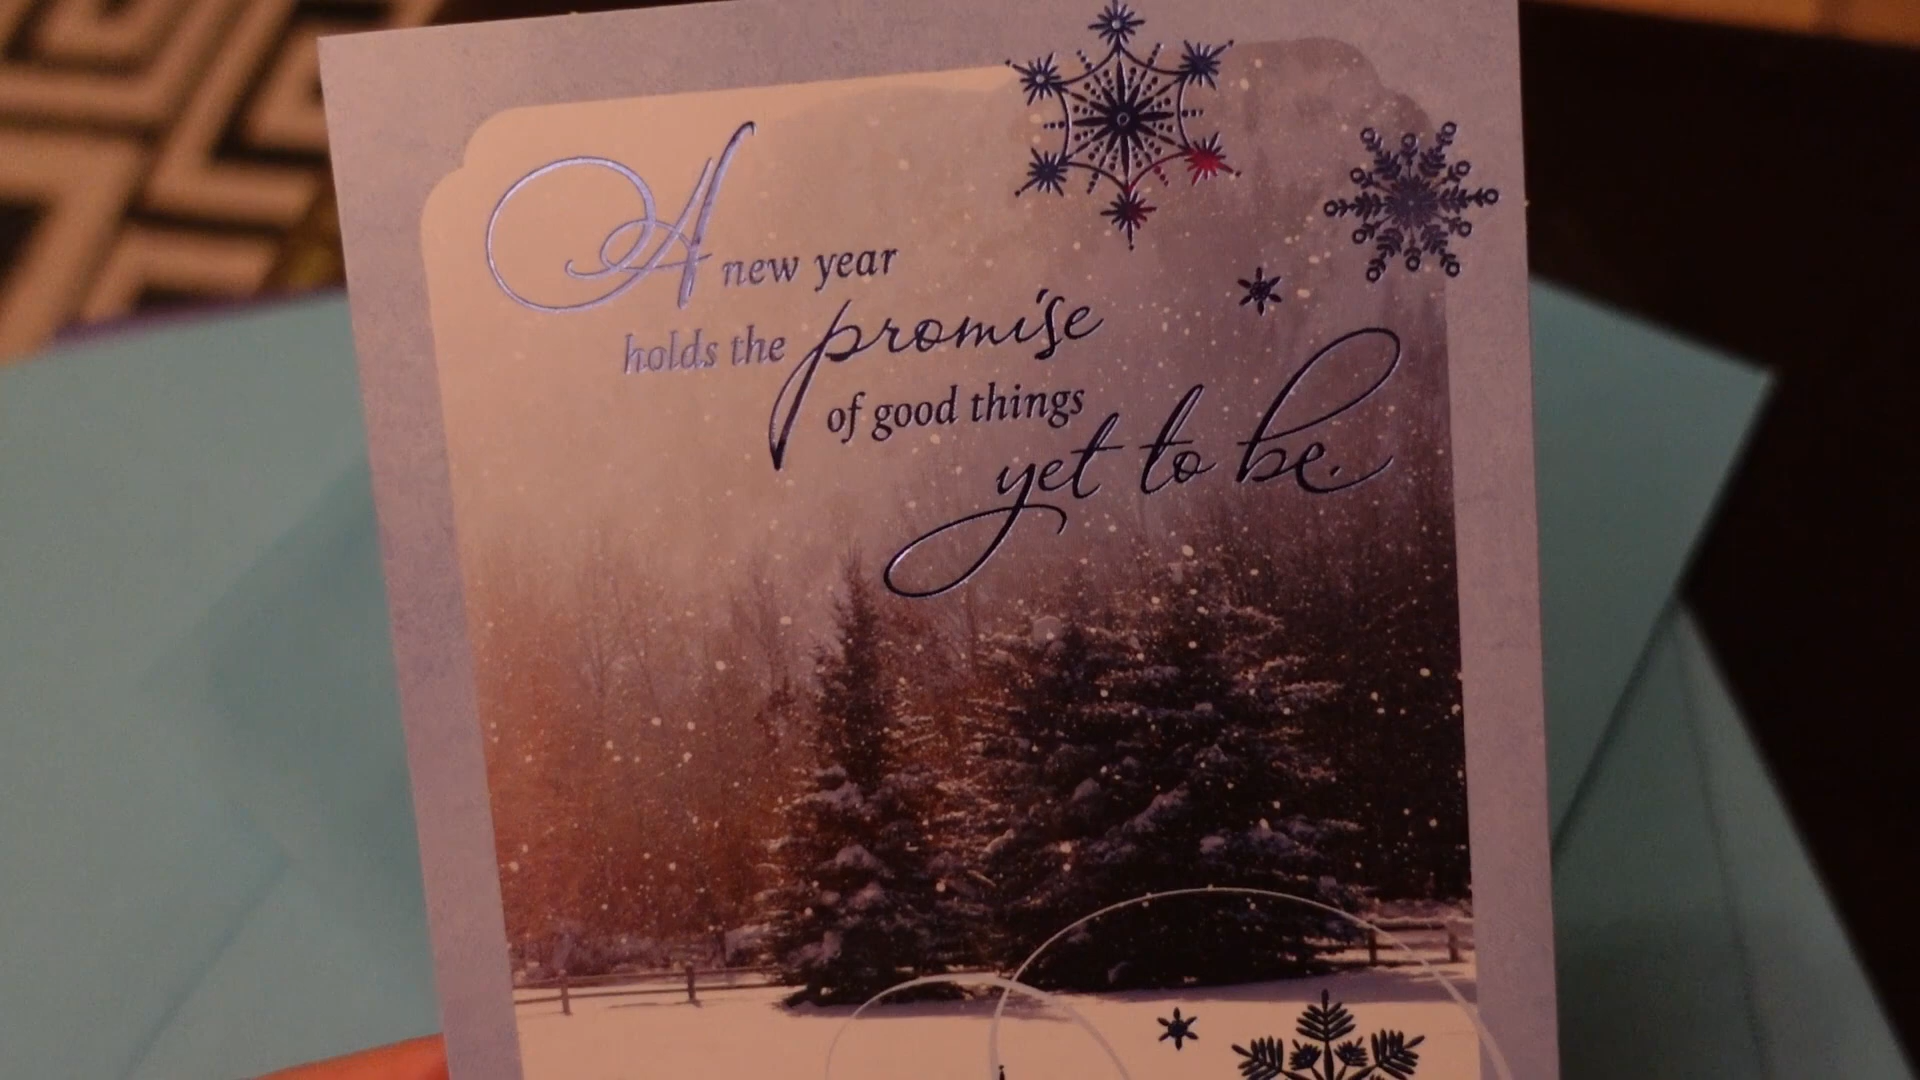 A new year
holds the promise
of good things
yet to be.